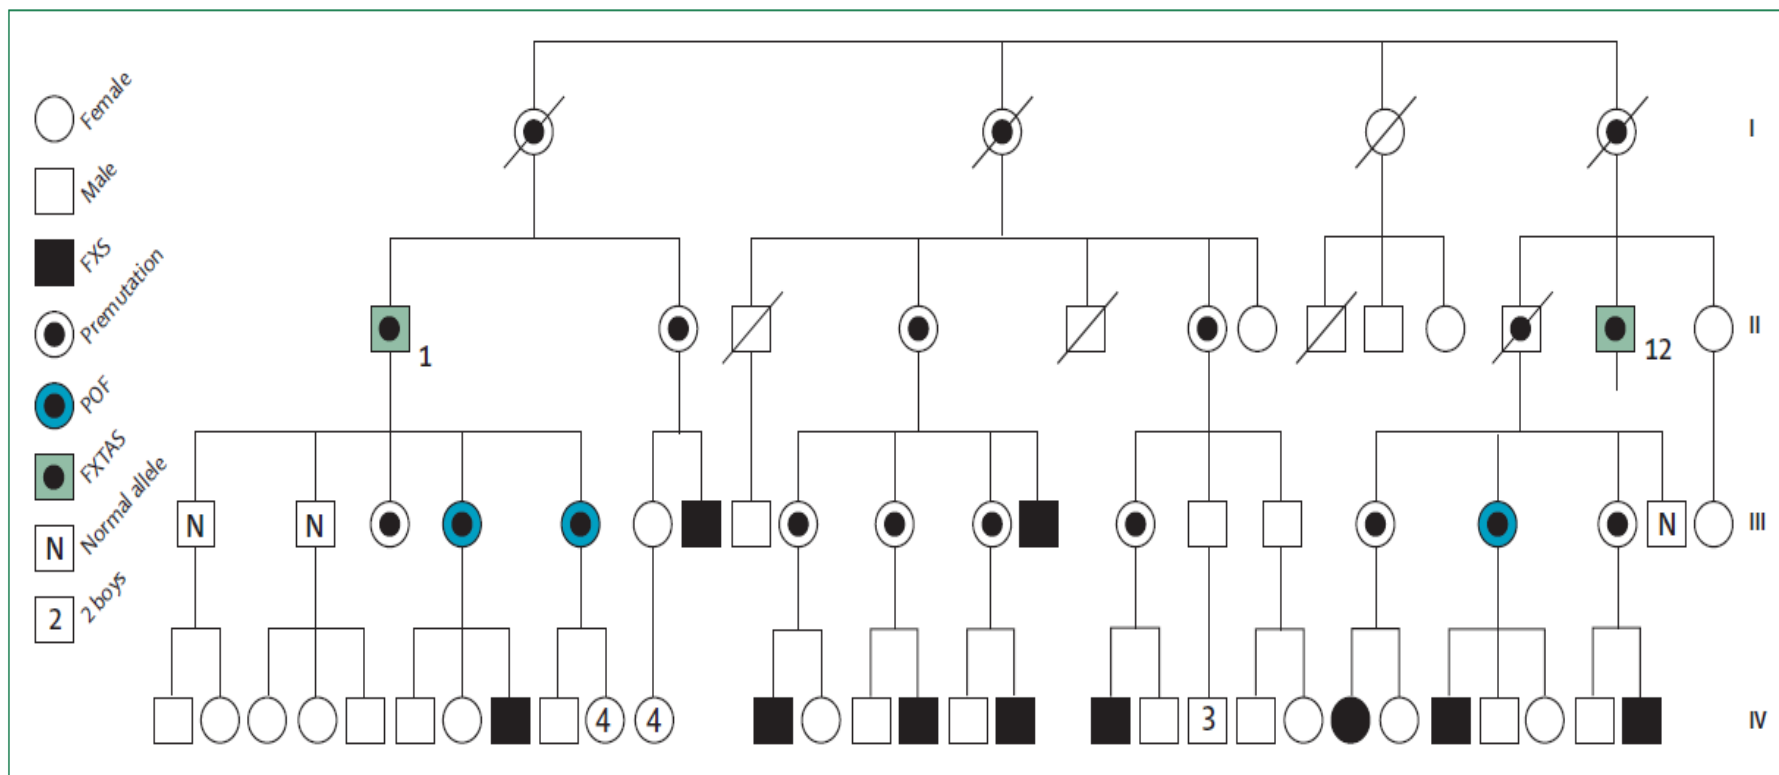 Female
Male
FXS
Premutation
POF
FXTAS
N Normal allele
2 2 boys
I
1
12
II
N
N
N
III
4
4
3
IV